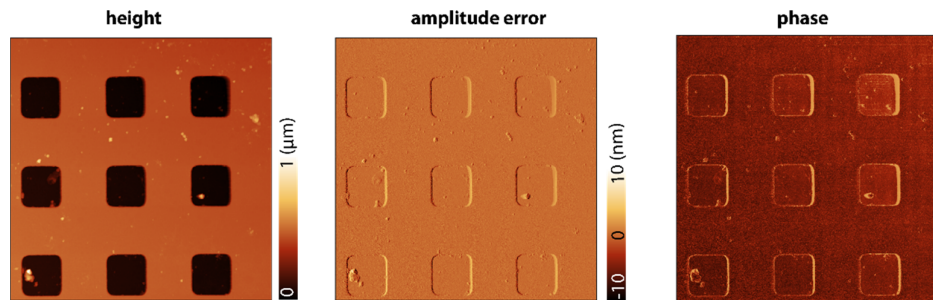 height
amplitude error
phase
0
1 (µm)
-10
0
10 (nm)